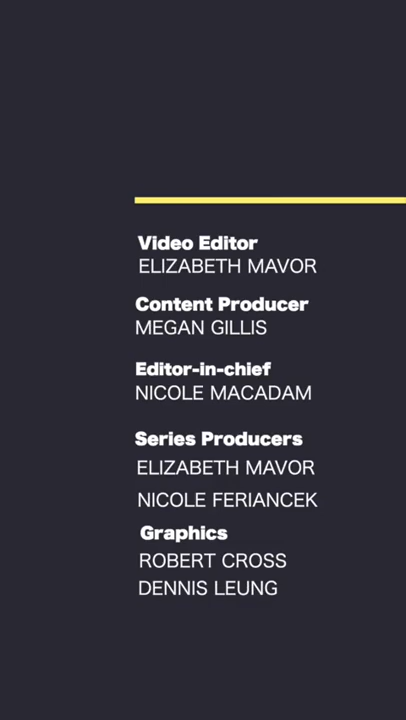 Video Editor
ELIZABETH MAVOR
Content Producer
MEGAN GILLIS
Editor-in-chief
NICOLE MACADAM
Series Producers
ELIZABETH MAVOR
NICOLE FERIANCEK
Graphics
ROBERT CROSS
DENNIS LEUNG